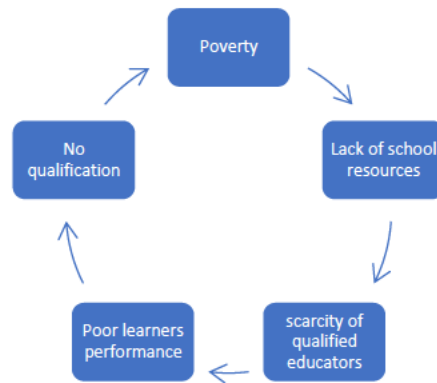 Poverty
Lack of school
resources
scarcity of
qualified
educators
Poor learners
performance
No
qualification